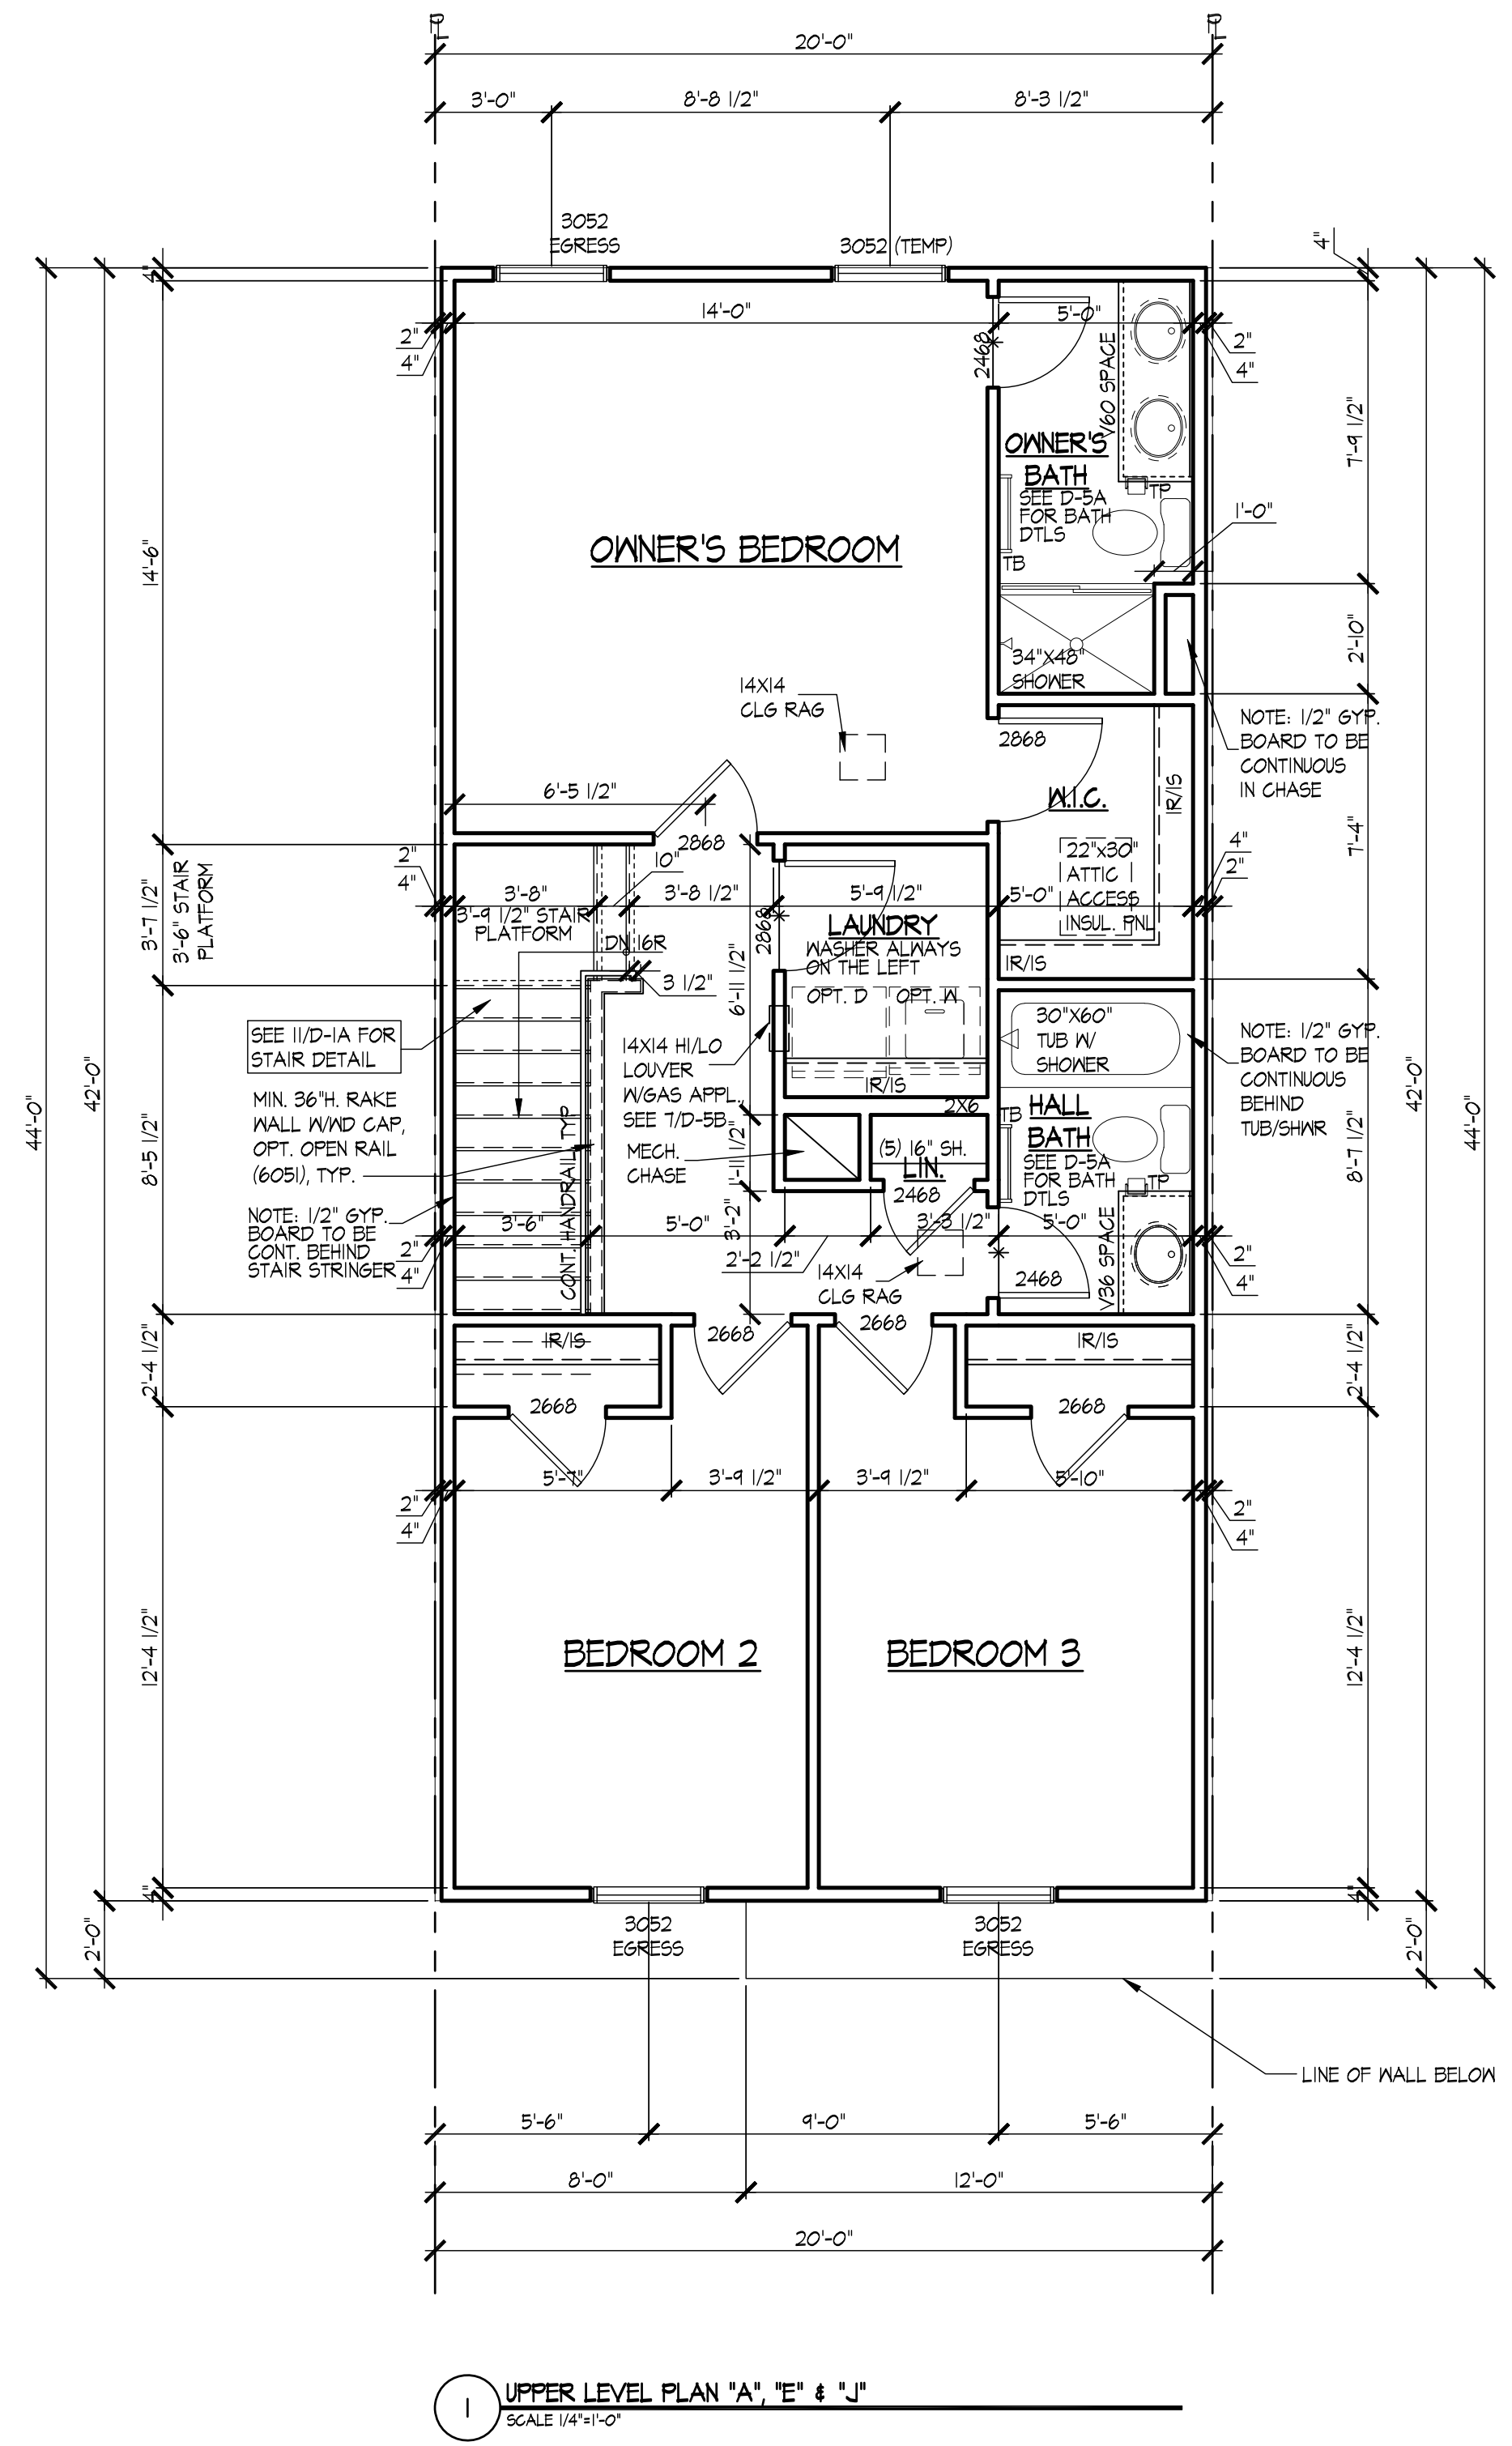 20'-0"
3'-0"
8'-8 1/2"
8'-3 1/2"
3052
EGRESS
3052 (TEMP)
4"
4"
14'-0"
5'-0"
2"
4"
2"
4"
2468
V60 SPACE
7'-9 1/2"
OWNER'S
BATH
SEE D-5A
FOR BATH
DTLS
TP
TB
1'-0"
14'-6"
OWNER'S BEDROOM
2'-10"
34"X48"
SHOWER
14X14
CLG RAG
NOTE: 1/2" GYP.
BOARD TO BE
CONTINUOUS
IN CHASE
2868
6'-5 1/2"
W.I.C.
IR/IS
7'-4"
2868
10"
22"x30"
ATTIC
ACCESS
INSUL. PNL
4"
2"
2"
4"
3'-7 1/2"
3'-6" STAIR
PLATFORM
3'-8"
3'-8 1/2"
5'-9 1/2"
5'-0"
3'-9 1/2" STAIR
PLATFORM
2868
LAUNDRY
WASHER ALWAYS
ON THE LEFT
DN 16R
IR/IS
3 1/2"
6'-11 1/2"
OPT. D
OPT. W
SEE 11/D-1A FOR
STAIR DETAIL
14X14 HI/LO
LOUVER
W/GAS APPL.,
SEE 7/D-5B
30"X60"
TUB W/
SHOWER
NOTE: 1/2" GYP.
BOARD TO BE
CONTINUOUS
BEHIND
TUB/SHWR
44'-0"
42'-0"
42'-0"
44'-0"
MIN. 36"H. RAKE
WALL W/WD CAP,
OPT. OPEN RAIL
(6051), TYP.
IR/IS
2X6
TB
HALL
BATH
SEE D-5A
FOR BATH
DTLS
TP
8'-5 1/2"
8'-7 1/2"
MECH.
CHASE
1'-11 1/2"
(5) 16" SH.
LIN.
2468
CONT. HANDRAIL, TYP
NOTE: 1/2" GYP.
BOARD TO BE
CONT. BEHIND
STAIR STRINGER
2"
4"
3'-6"
5'-0"
3'-2"
3'-3 1/2"
5'-0"
2'-2 1/2"
V36 SPACE
2"
4"
14X14
CLG RAG
2468
2668
2668
2'-4 1/2"
IR/IS
IR/IS
2'-4 1/2"
2668
2668
5'-7"
3'-9 1/2"
3'-9 1/2"
5'-10"
2"
4"
2"
4"
12'-4 1/2"
BEDROOM 2
BEDROOM 3
12'-4 1/2"
4"
4"
2'-0"
3052
EGRESS
3052
EGRESS
2'-0"
LINE OF WALL BELOW
5'-6"
9'-0"
5'-6"
8'-0"
12'-0"
20'-0"
1
UPPER LEVEL PLAN "A", "E" & "J"
SCALE 1/4"=1'-0"